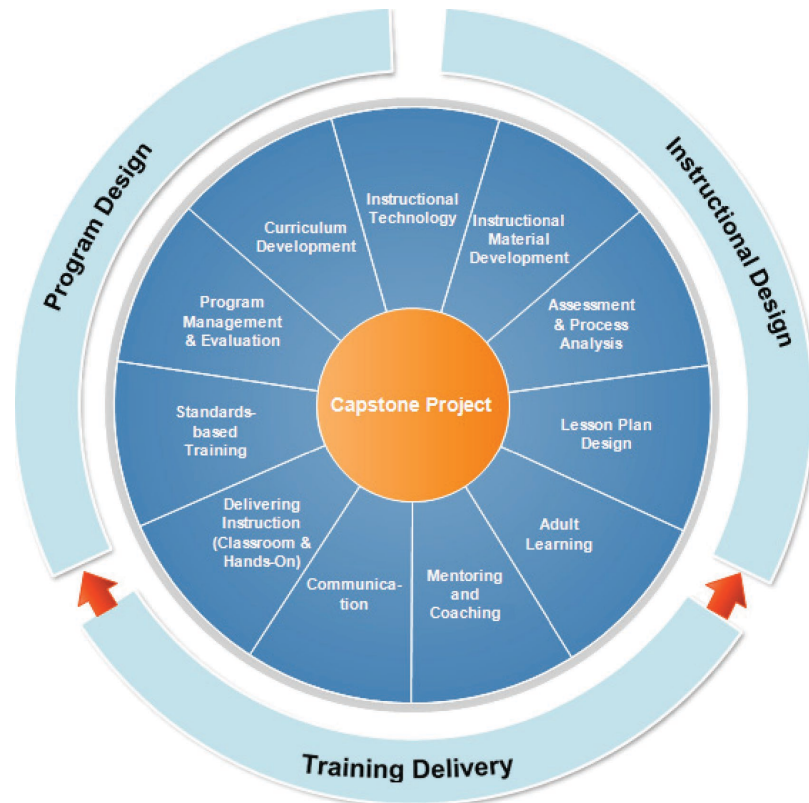 Program Design
Instructional Design
Instructional
Technology
Curriculum
Development
Instructional
Material
Development
Program
Management
& Evaluation
Assessment
& Process
Analysis
Capstone Project
Standards-
based
Training
Lesson Plan
Design
Delivering
Instruction
(Classroom &
Hands-On)
Adult
Learning
Communica-
tion
Mentoring
and
Coaching
Training Delivery